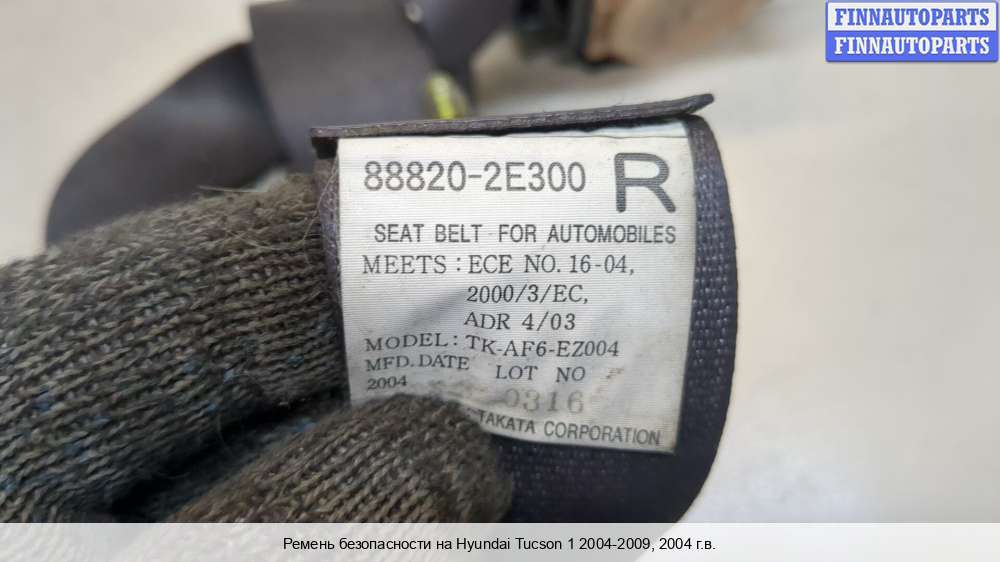 FINNAUTOPARTS
FINNAUTOPARTS
88820-2E300 R
SEAT BELT FOR AUTOMOBILES
MEETS : ECE NO. 16-04,
2000/3/EC,
ADR 4/03
MODEL: TK-AF6-EZ004
MFD. DATE LOT NO
2004 0316
TAKATA CORPORATION
Ремень безопасности на Hyundai Tucson 1 2004-2009, 2004 г.в.